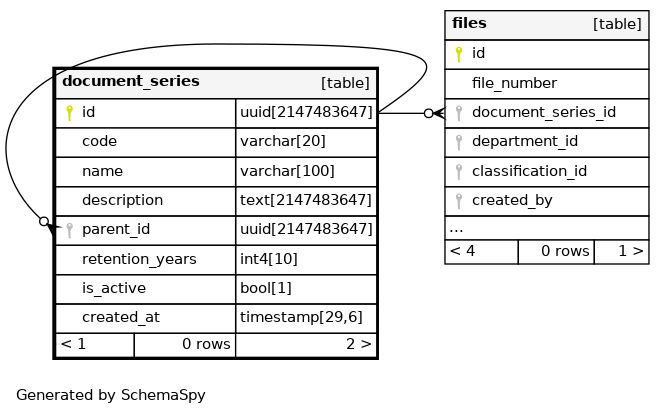 files [table]
id
file_number
document_series_id
department_id
classification_id
created_by
...
< 4 0 rows 1 >
document_series [table]
id uuid[2147483647]
code varchar[20]
name varchar[100]
description text[2147483647]
parent_id uuid[2147483647]
retention_years int4[10]
is_active bool[1]
created_at timestamp[29,6]
< 1 0 rows 2 >
Generated by SchemaSpy